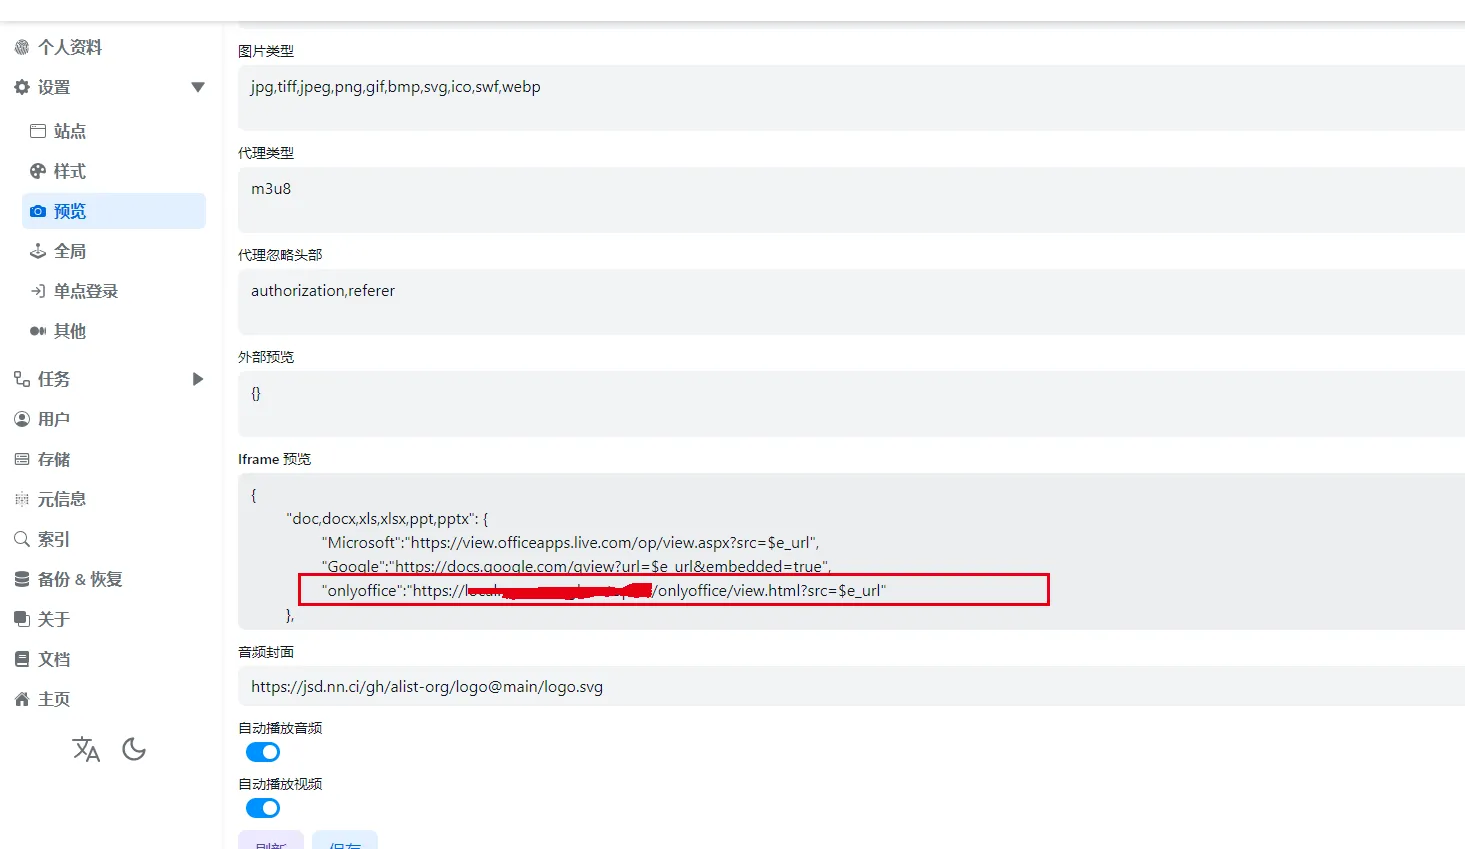 个人资料
设置
站点
样式
预览
全局
单点登录
其他
任务
用户
存储
元信息
索引
备份 & 恢复
关于
文档
主页
图片类型
jpg,tiff,jpeg,png,gif,bmp,svg,ico,swf,webp
代理类型
m3u8
代理忽略头部
authorization,referer
外部预览
{}
Iframe 预览
{
"doc,docx,xls,xlsx,ppt,pptx": {
"Microsoft":"https://view.officeapps.live.com/op/view.aspx?src=$e_url",
"Google":"https://docs.google.com/gview?url=$e_url&embedded=true",
"onlyoffice":"https:///onlyoffice/view.html?src=$e_url"
},
音频封面
https://jsd.nn.ci/gh/alist-org/logo@main/logo.svg
自动播放音频
自动播放视频
刷新
保存